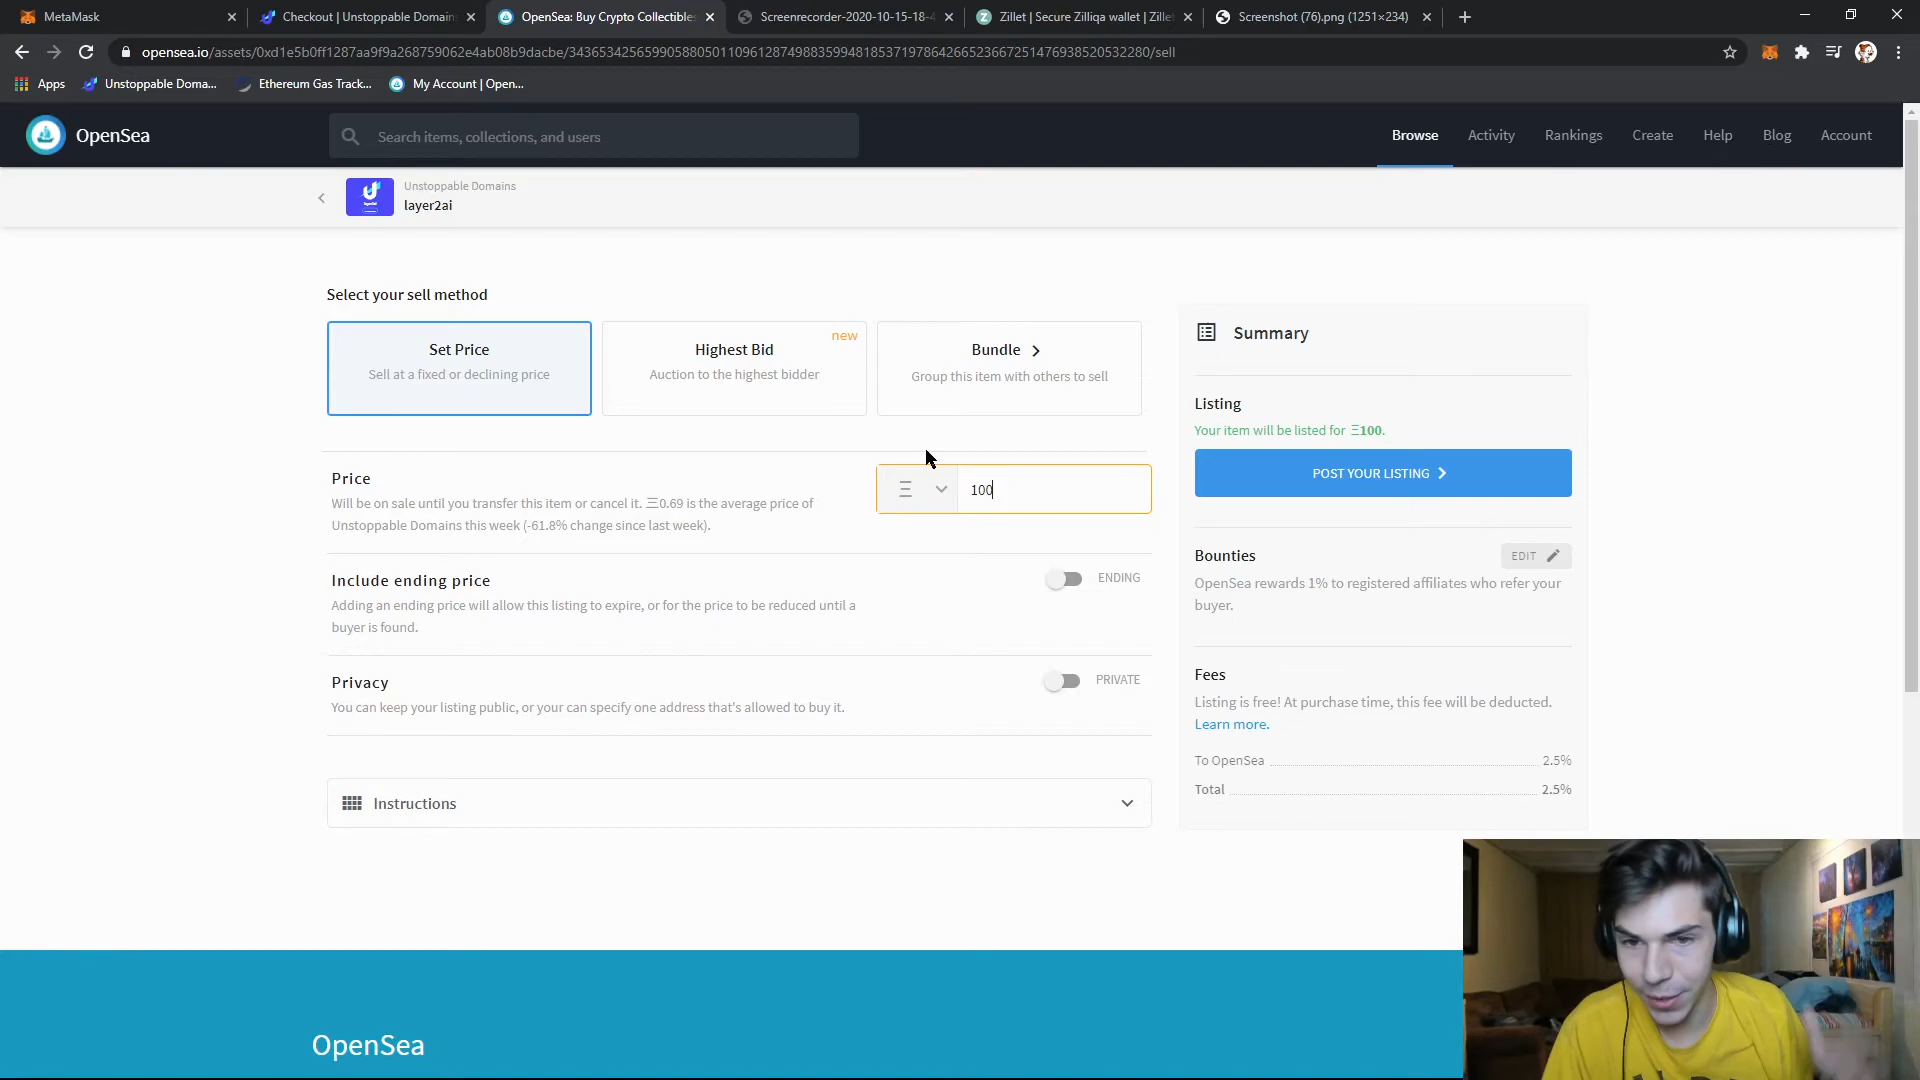 MetaMask
Checkout | Unstoppable Domain
OpenSea: Buy Crypto Collectibles
Screenrecorder-2020-10-15-18-4
Zillet | Secure Zilliqa wallet | Zille
Screenshot (76).png (1251×234)
opensea.io/assets/0xd1e5b0ff1287aa9f9a268759062e4ab08b9dacbe/34365342565990588050110961287498835994818537197864266523667251476938520532280/sell
Apps
Unstoppable Doma...
Ethereum Gas Track...
My Account | Open...
OpenSea
Search items, collections, and users
Browse
Activity
Rankings
Create
Help
Blog
Account
Unstoppable Domains
layer2ai
Select your sell method
Set Price
Sell at a fixed or declining price
new
Highest Bid
Auction to the highest bidder
Bundle
Group this item with others to sell
Price
Will be on sale until you transfer this item or cancel it. Ξ0.69 is the average price of
Unstoppable Domains this week (-61.8% change since last week).
Ξ
100
Include ending price
Adding an ending price will allow this listing to expire, or for the price to be reduced until a
buyer is found.
ENDING
Privacy
You can keep your listing public, or your can specify one address that's allowed to buy it.
PRIVATE
Instructions
Summary
Listing
Your item will be listed for Ξ100.
POST YOUR LISTING
Bounties
EDIT
OpenSea rewards 1% to registered affiliates who refer your
buyer.
Fees
Listing is free! At purchase time, this fee will be deducted.
Learn more.
To OpenSea 2.5%
Total 2.5%
OpenSea